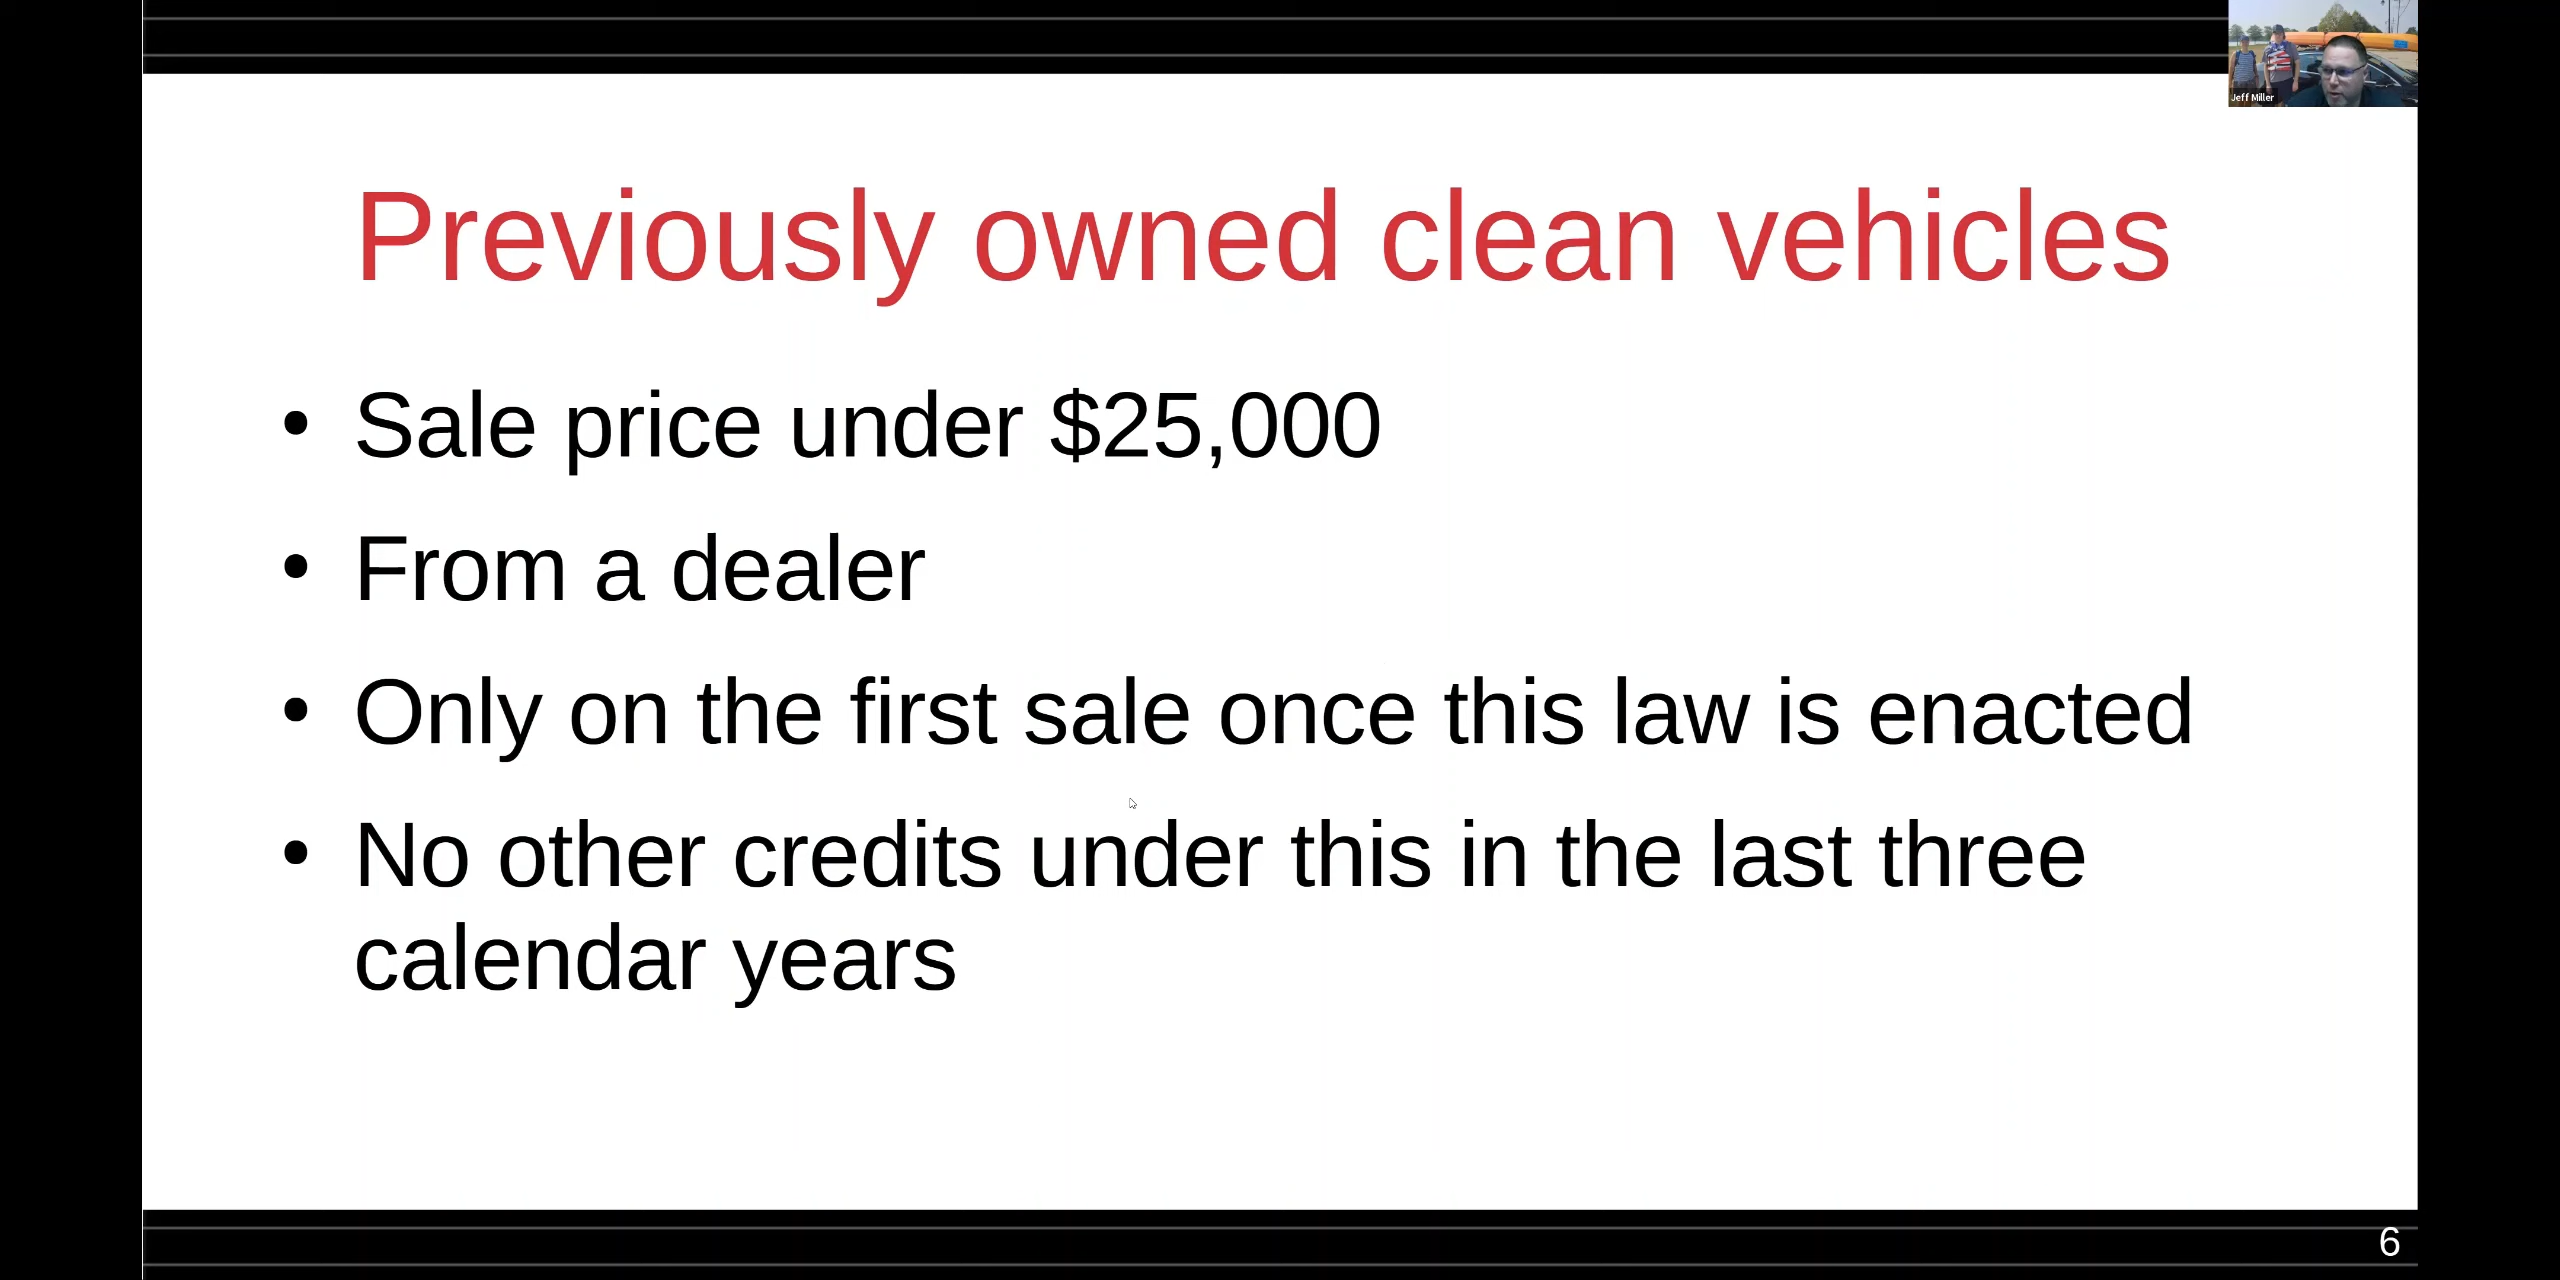 Jeff Miller
Previously owned clean vehicles
• Sale price under $25,000
• From a dealer
• Only on the first sale once this law is enacted
• No other credits under this in the last three
calendar years
6